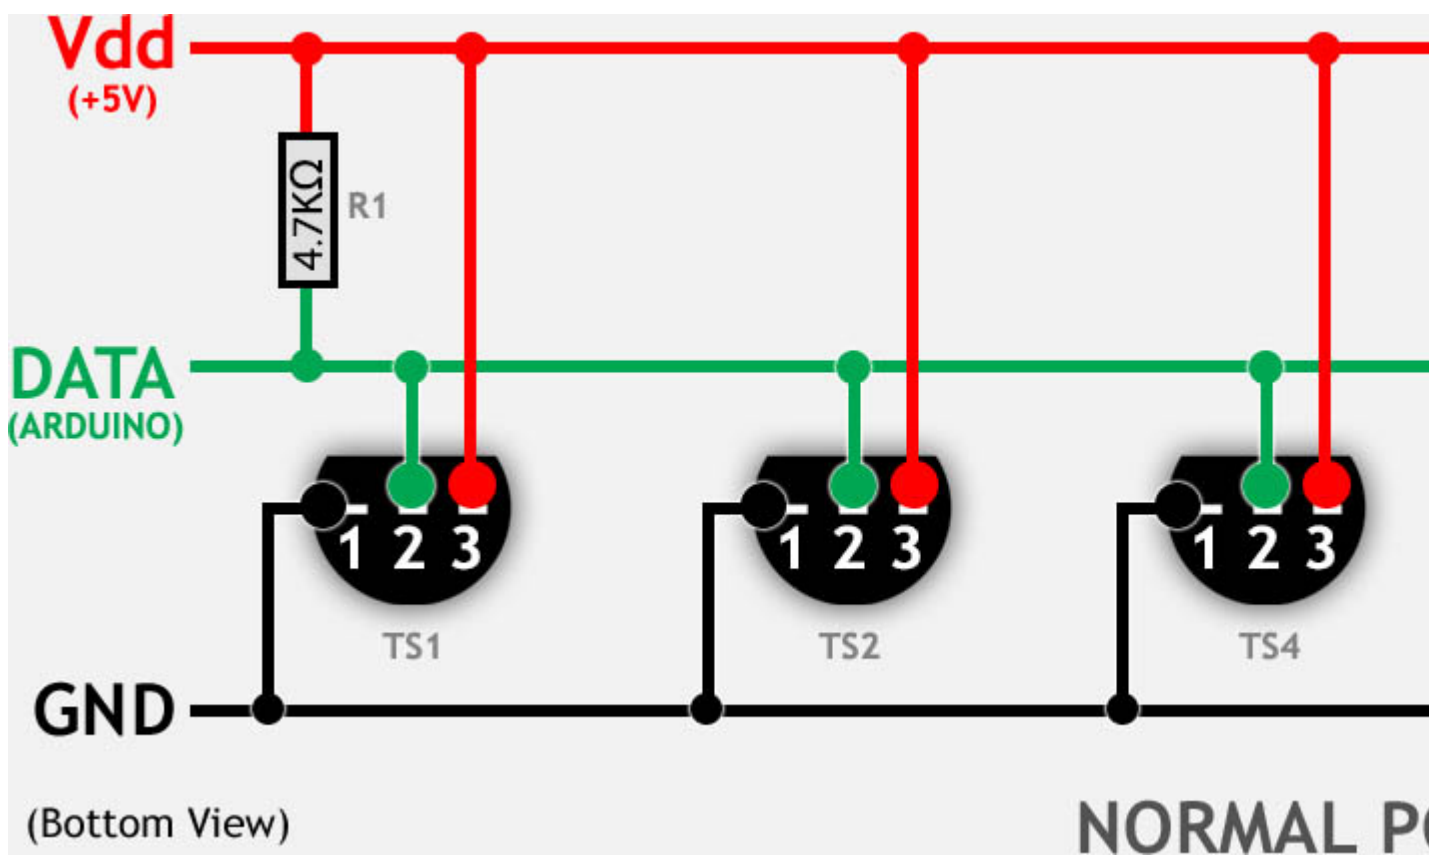 Vdd
(+5V)
4.7KΩ
R1
DATA
(ARDUINO)
1 2 3
1 2 3
1 2 3
TS1
TS2
TS4
GND
(Bottom View)
NORMAL